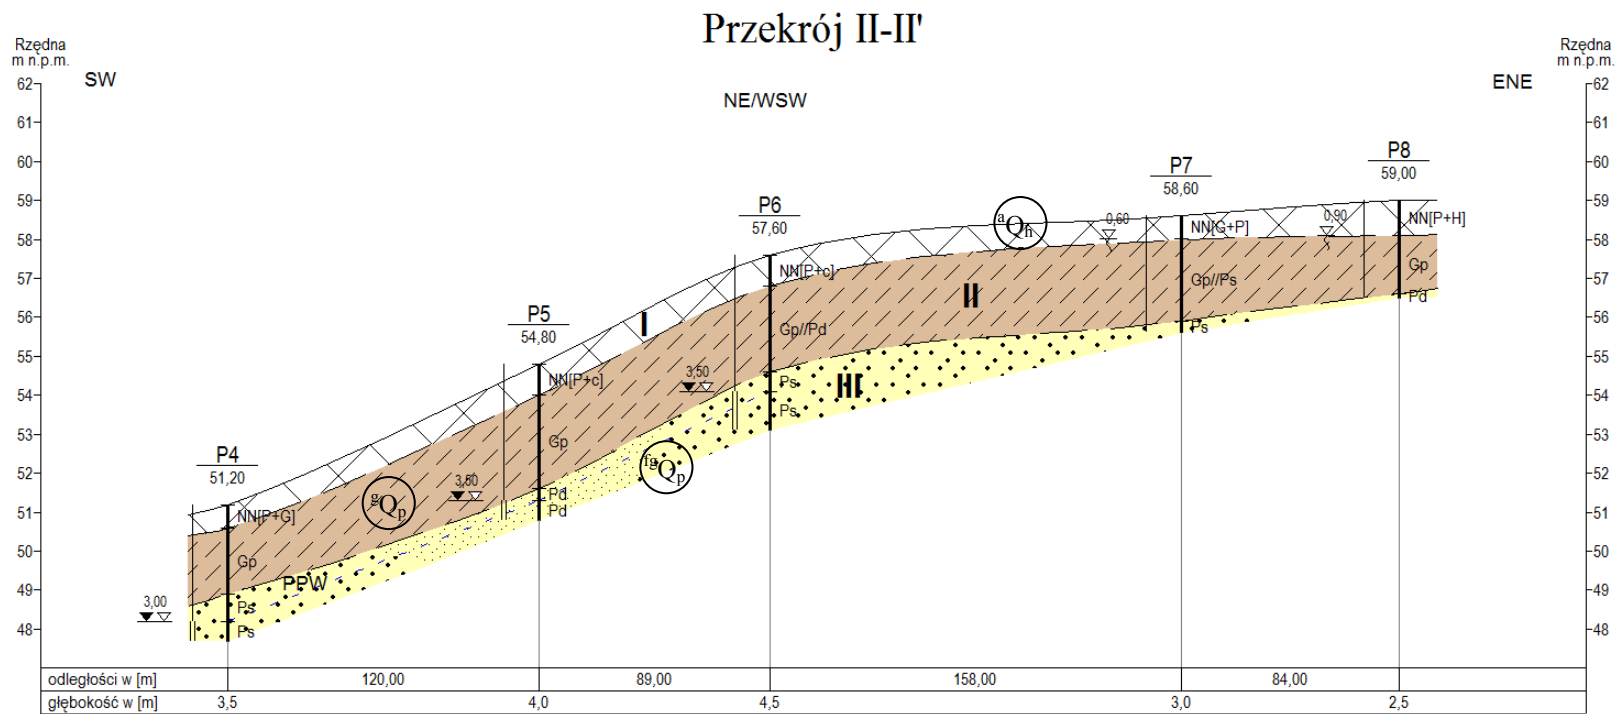 Przekrój II-II'
Rzędna
m n.p.m.
Rzędna
m n.p.m.
SW
NE/WSW
ENE
62
61
60
59
58
57
56
55
54
53
52
51
50
49
48
62
61
60
59
58
57
56
55
54
53
52
51
50
49
48
P4
51,20
NN[P+G]
Gp
Ps
Ps
3,00
PPW
gQp
P5
54,80
NN[P+c]
Gp
Pd
Pd
3,50
I
P6
57,60
NN[P+c]
Gp//Pd
Ps
Ps
3,50
fgQp
II
III
aQh
P7
58,60
NN[G+P]
Gp//Ps
Ps
0,60
P8
59,00
NN[P+H]
Gp
Pd
0,90
odległości w [m] 120,00 89,00 158,00 84,00
głębokość w [m] 3,5 4,0 4,5 3,0 2,5